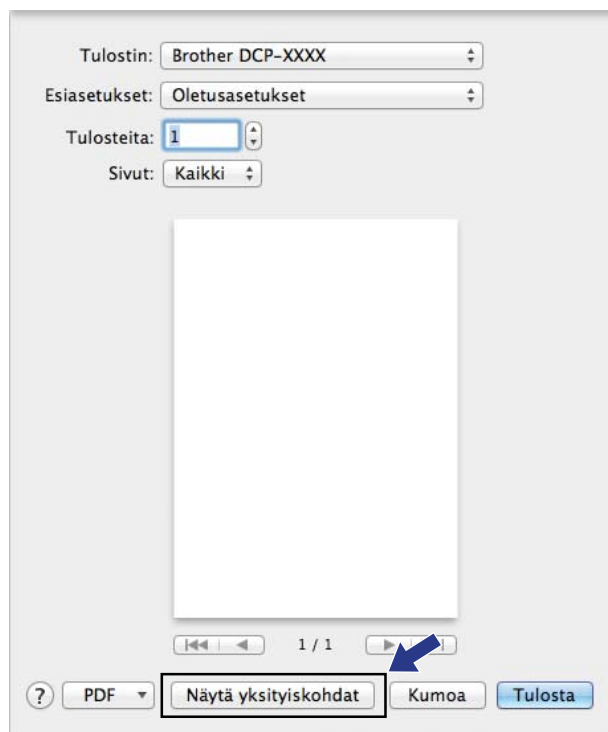 Tulostin: Brother DCP-XXXX
Esiasetukset: Oletusasetukset
Tulosteita: 1
Sivut: Kaikki
1 / 1
? PDF Näytä yksityiskohdat Kumoa Tulosta